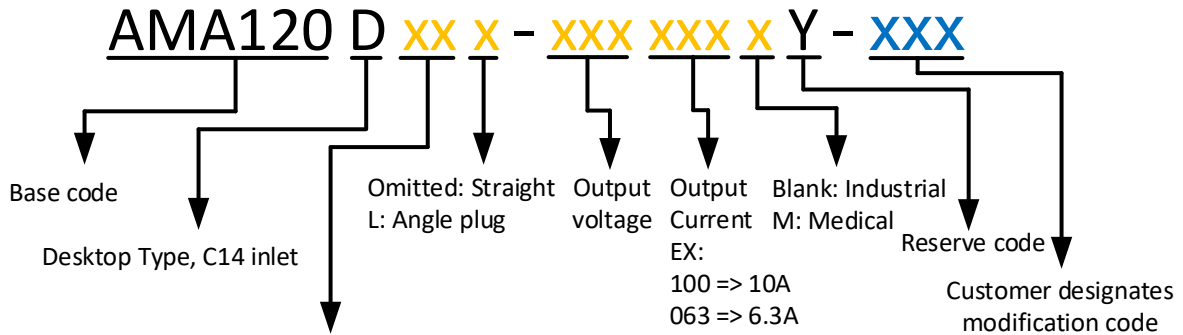 AMA120 D xx x - xxx xxx x Y - xxx
Base code
Desktop Type, C14 inlet
Omitted: Straight
L: Angle plug
Output
voltage
Output
Current
EX:
100 => 10A
063 => 6.3A
Blank: Industrial
M: Medical
Reserve code
Customer designates
modification code